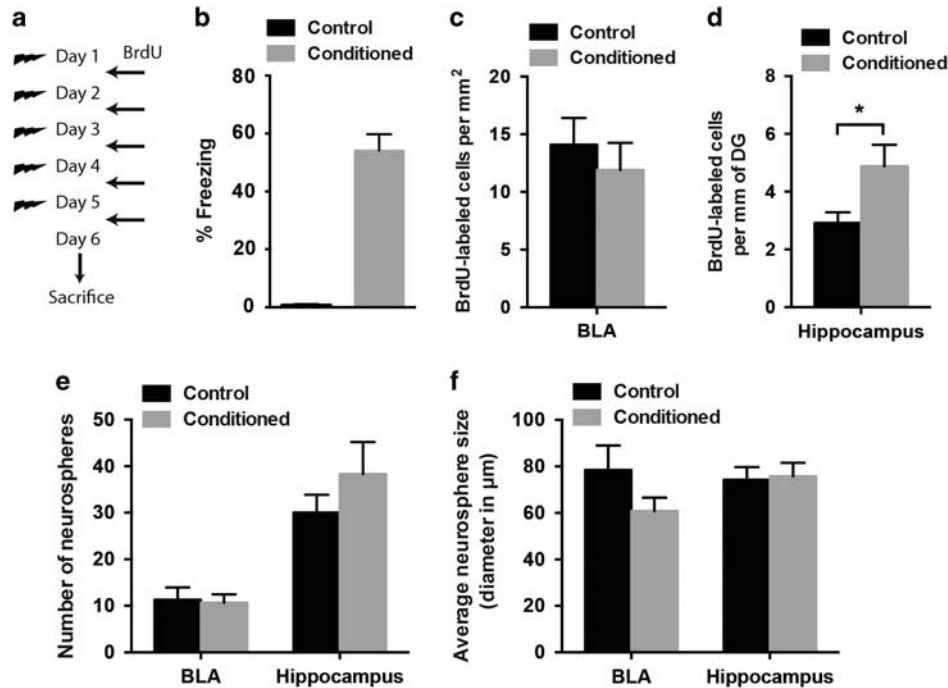 a
Day 1 BrdU
Day 2
Day 3
Day 4
Day 5
Day 6
Sacrifice
b
Control
Conditioned
% Freezing
80
60
40
20
0
c
Control
Conditioned
BrdU-labeled cells per mm²
20
15
10
5
0
BLA
d
Control
Conditioned
BrdU-labeled cells
per mm of DG
8
6
4
2
0
*
Hippocampus
e
Control
Conditioned
Number of neurospheres
50
40
30
20
10
0
BLA Hippocampus
f
Control
Conditioned
Average neurosphere size
(diameter in µm)
100
80
60
40
20
0
BLA Hippocampus